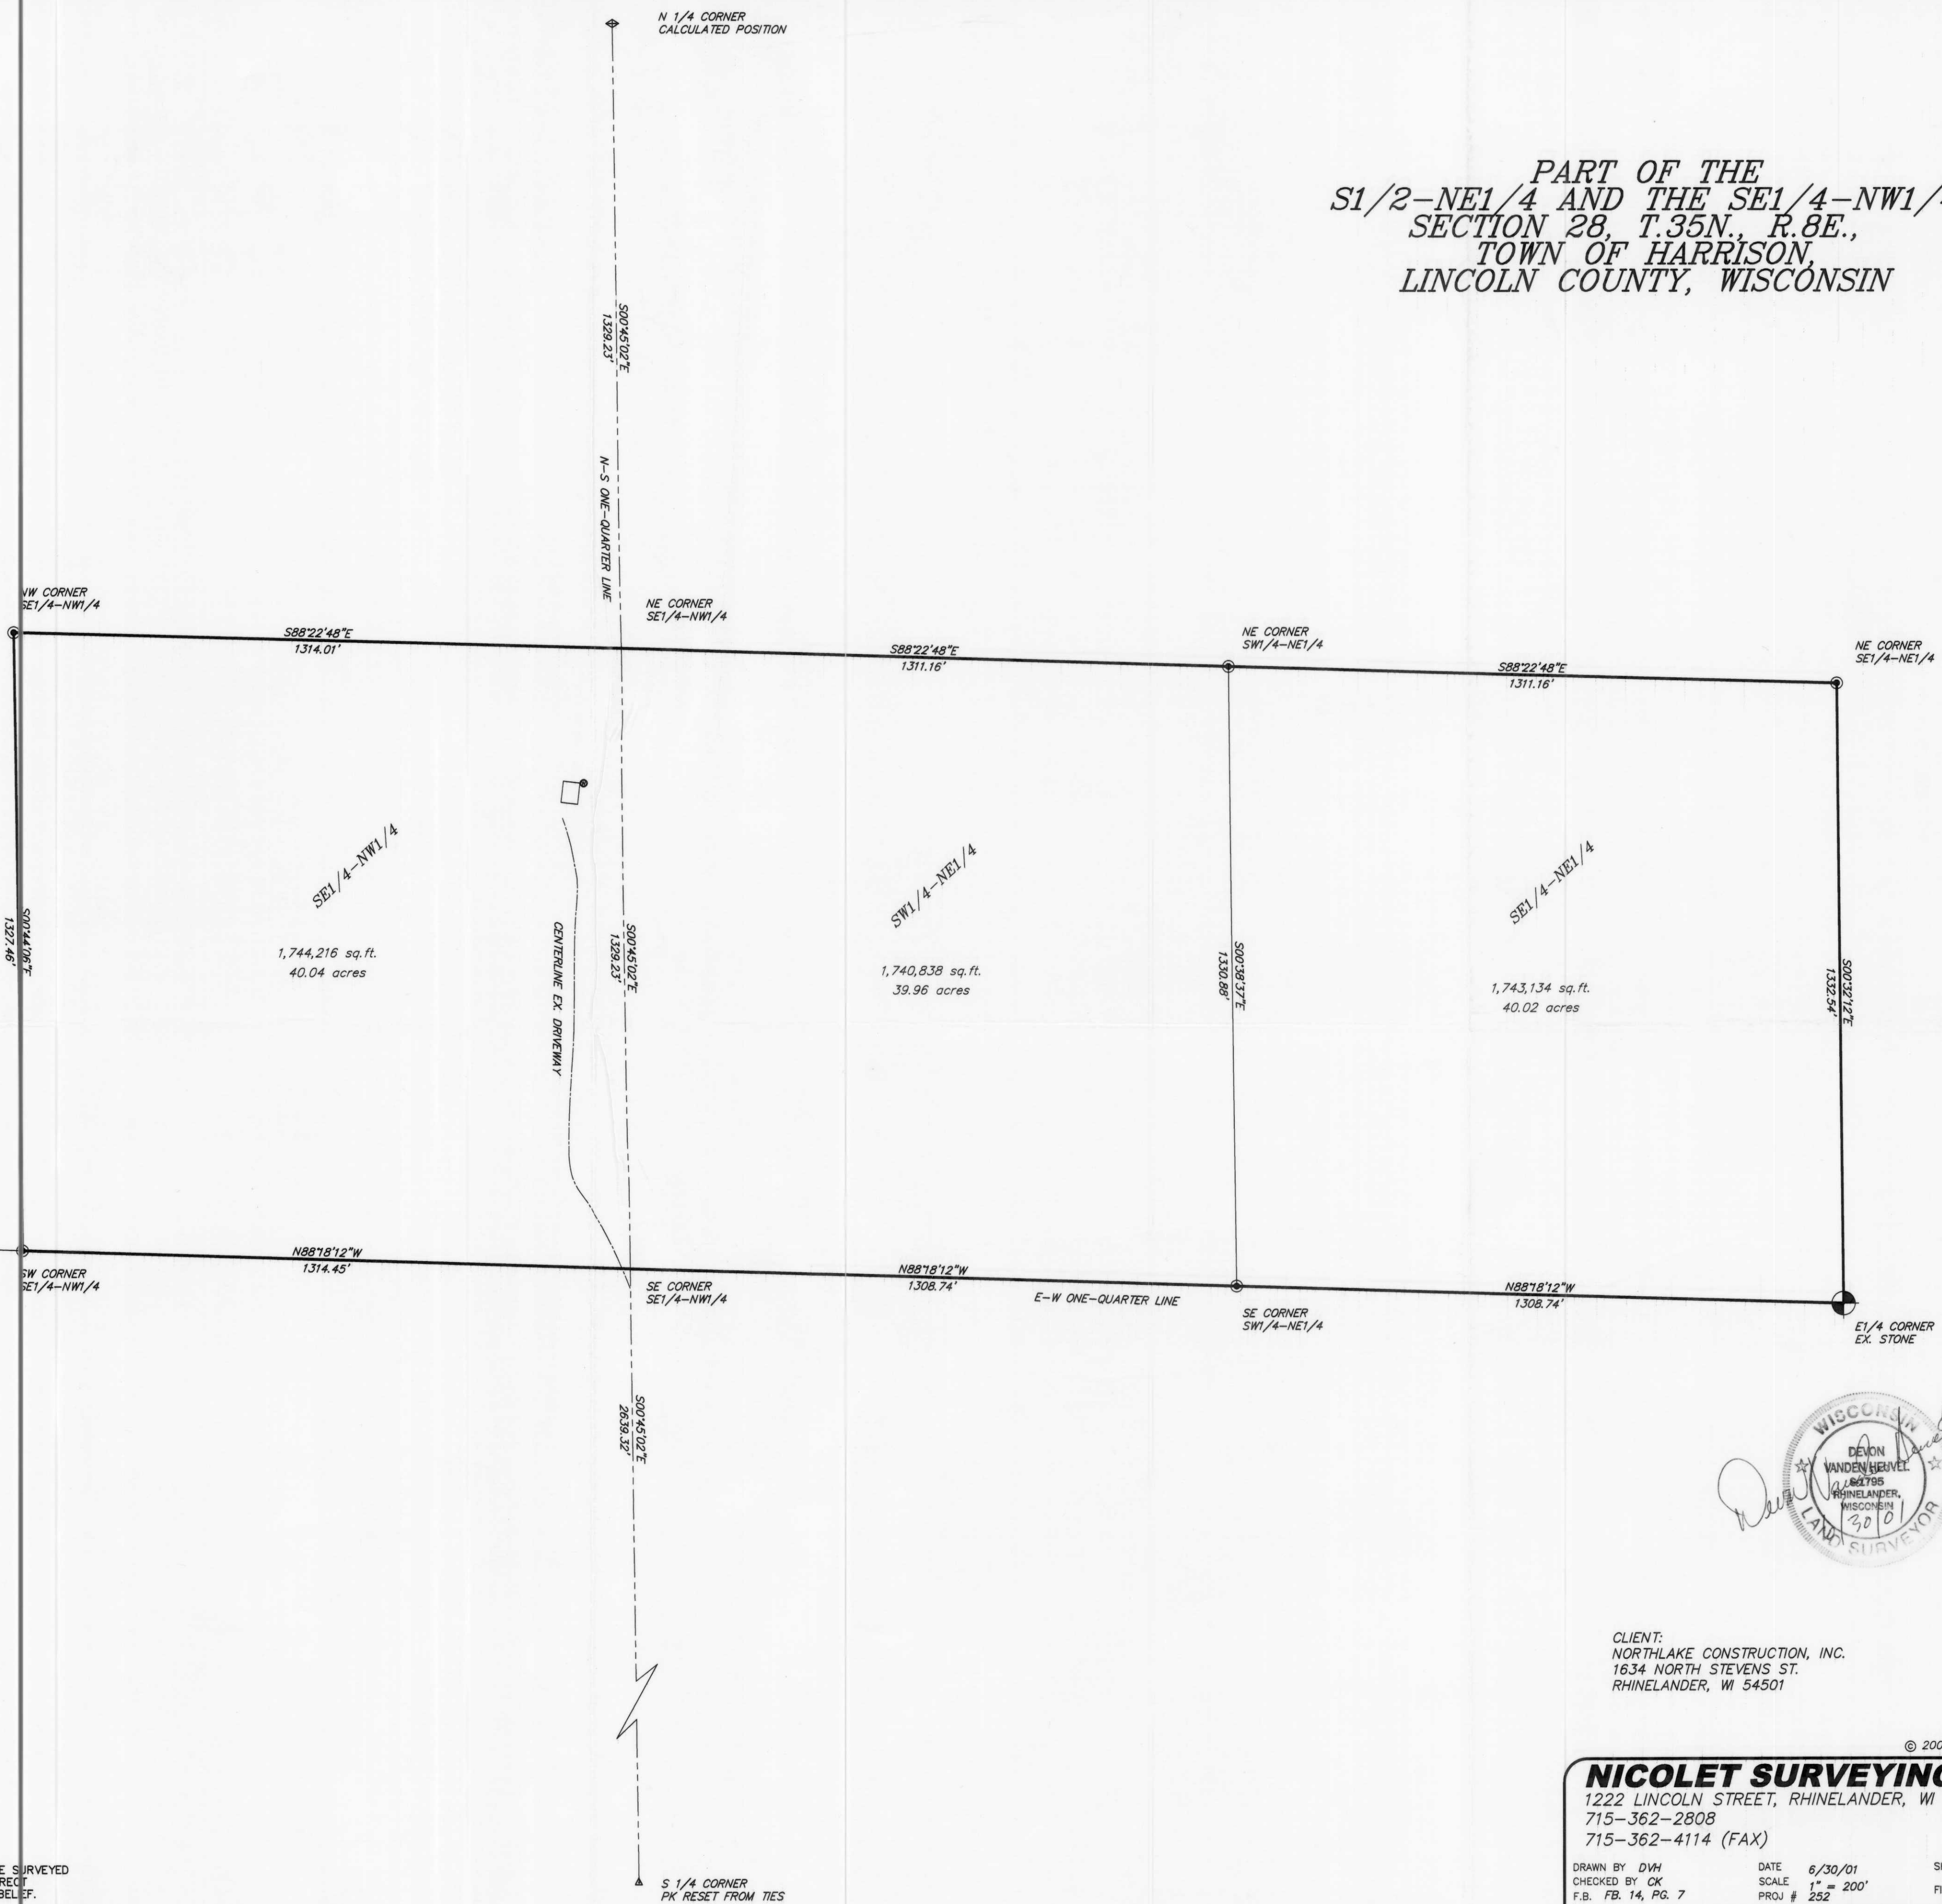 N 1/4 CORNER
CALCULATED POSITION
PART OF THE
S1/2-NE1/4 AND THE SE1/4-NW1/
SECTION 28, T.35N., R.8E.,
TOWN OF HARRISON,
LINCOLN COUNTY, WISCONSIN
S00°45'02"E
1329.23'
N-S ONE-QUARTER LINE
NW CORNER
SE1/4-NW1/4
NE CORNER
SE1/4-NW1/4
NE CORNER
SW1/4-NE1/4
NE CORNER
SE1/4-NE1/4
S88°22'48"E
1314.01'
S88°22'48"E
1311.16'
S88°22'48"E
1311.16'
SE1/4-NW1/4
SW1/4-NE1/4
SE1/4-NE1/4
S00°44'06"E
1327.46'
1,744,216 sq.ft.
40.04 acres
CENTERLINE EX. DRIVEWAY
S00°45'02"E
1329.23'
1,740,838 sq.ft.
39.96 acres
S00°38'37"E
1330.88'
1,743,134 sq.ft.
40.02 acres
S00°32'12"E
1332.54'
N88°18'12"W
1314.45'
N88°18'12"W
1308.74'
N88°18'12"W
1308.74'
SW CORNER
SE1/4-NW1/4
SE CORNER
SE1/4-NW1/4
E-W ONE-QUARTER LINE
SE CORNER
SW1/4-NE1/4
E1/4 CORNER
EX. STONE
S00°45'02"E
2639.32'
WISCONSIN
DEVON
VANDEN HEUVEL
S-1795
RHINELANDER,
WISCONSIN
LAND SURVEYOR
CLIENT:
NORTHLAKE CONSTRUCTION, INC.
1634 NORTH STEVENS ST.
RHINELANDER, WI 54501
© 200
NICOLET SURVEYING
1222 LINCOLN STREET, RHINELANDER, WI
715-362-2808
715-362-4114 (FAX)
DRAWN BY DVH
CHECKED BY CK
F.B. FB. 14, PG. 7
DATE 6/30/01
SCALE 1" = 200'
PROJ # 252
S 1/4 CORNER
PK RESET FROM TIES
E SURVEYED
RECT
BELIEF.